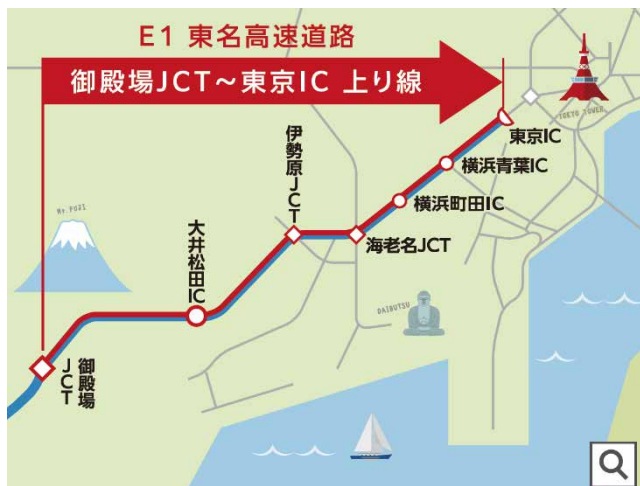 E1 東名高速道路
御殿場JCT～東京IC 上り線
TOKYO TOWER
東京IC
横浜青葉IC
横浜町田IC
伊勢原JCT
海老名JCT
Mt.FUJI
大井松田IC
DAIBUTSU
御殿場
JCT